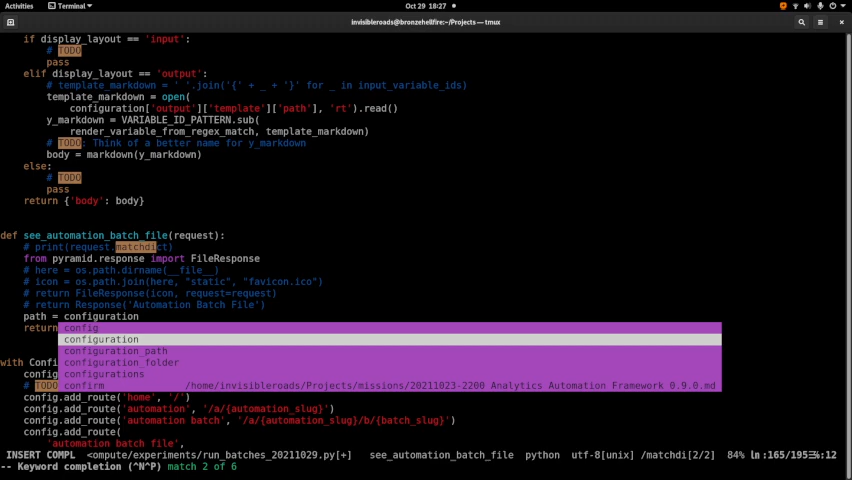 Activities Terminal Oct 29 18:27
invisibleroads@bronzehellfire:~/Projects — tmux
if display_layout == 'input':
# TODO
pass
elif display_layout == 'output':
# template_markdown = ' '.join('{' + _ + '}' for _ in input_variable_ids)
template_markdown = open(
configuration['output']['template']['path'], 'rt').read()
y_markdown = VARIABLE_ID_PATTERN.sub(
render_variable_from_regex_match, template_markdown)
# TODO: Think of a better name for y_markdown
body = markdown(y_markdown)
else:
# TODO
pass
return {'body': body}
def see_automation_batch_file(request):
# print(request.matchdict)
from pyramid.response import FileResponse
# here = os.path.dirname(__file__)
# icon = os.path.join(here, "static", "favicon.ico")
# return FileResponse(icon, request=request)
# return Response('Automation Batch File')
path = configuration
return config
configuration
configuration_path
with Confi configuration_folder
config configurations
# TODO confirm /home/invisibleroads/Projects/missions/20211023-2200 Analytics Automation Framework 0.9.0.md
config.add_route('home', '/')
config.add_route('automation', '/a/{automation_slug}')
config.add_route('automation batch', '/a/{automation_slug}/b/{batch_slug}')
config.add_route(
'automation batch file',
INSERT COMPL <ompute/experiments/run_batches_20211029.py[+] see_automation_batch_file python utf-8[unix] /matchdi[2/2] 84% ln:165/195☰℅:12
-- Keyword completion (^N^P) match 2 of 6